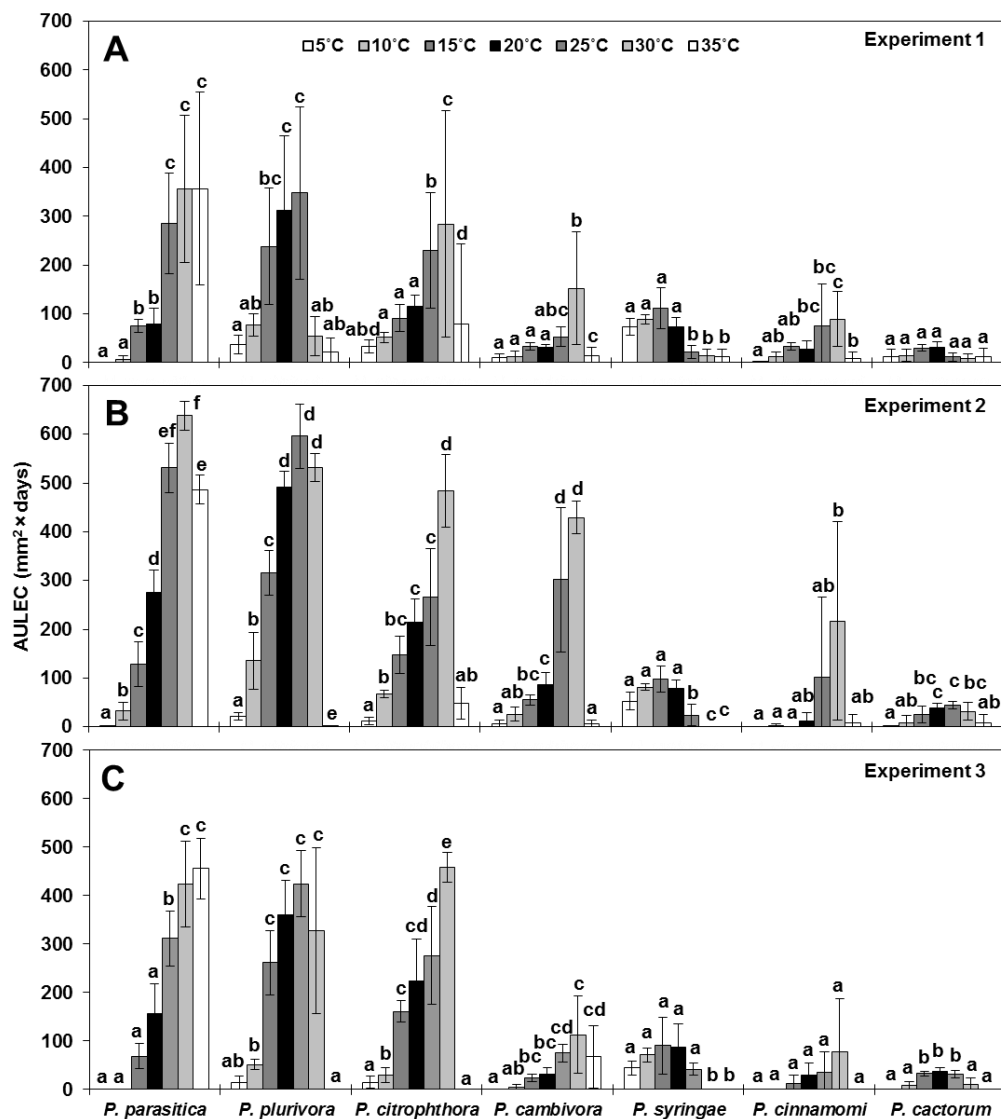 AULEC (mm² × days)
700
600
500
400
300
200
100
0
A
5°C 10°C 15°C 20°C 25°C 30°C 35°C
Experiment 1
a a b b c c c
a ab bc c c ab ab
abd a a a b c d
a a a a abc b c
a a a a b b b
a a ab bc bc c b
a a a a a a a
700
600
500
400
300
200
100
0
B
Experiment 2
a b c d ef f e
a b c d d d e
a b bc c c d ab
a ab bc c d d a
a a a a b c c
a a a ab ab b ab
a ab bc c c bc ab
700
600
500
400
300
200
100
0
C
Experiment 3
a a a a b c c
ab b c c c c a
a b c cd d e a
a ab bc bc cd c cd
a a a a a b b
a a a a a a a
a a b b b a a
P. parasitica P. plurivora P. citrophthora P. cambivora P. syringae P. cinnamomi P. cactorum